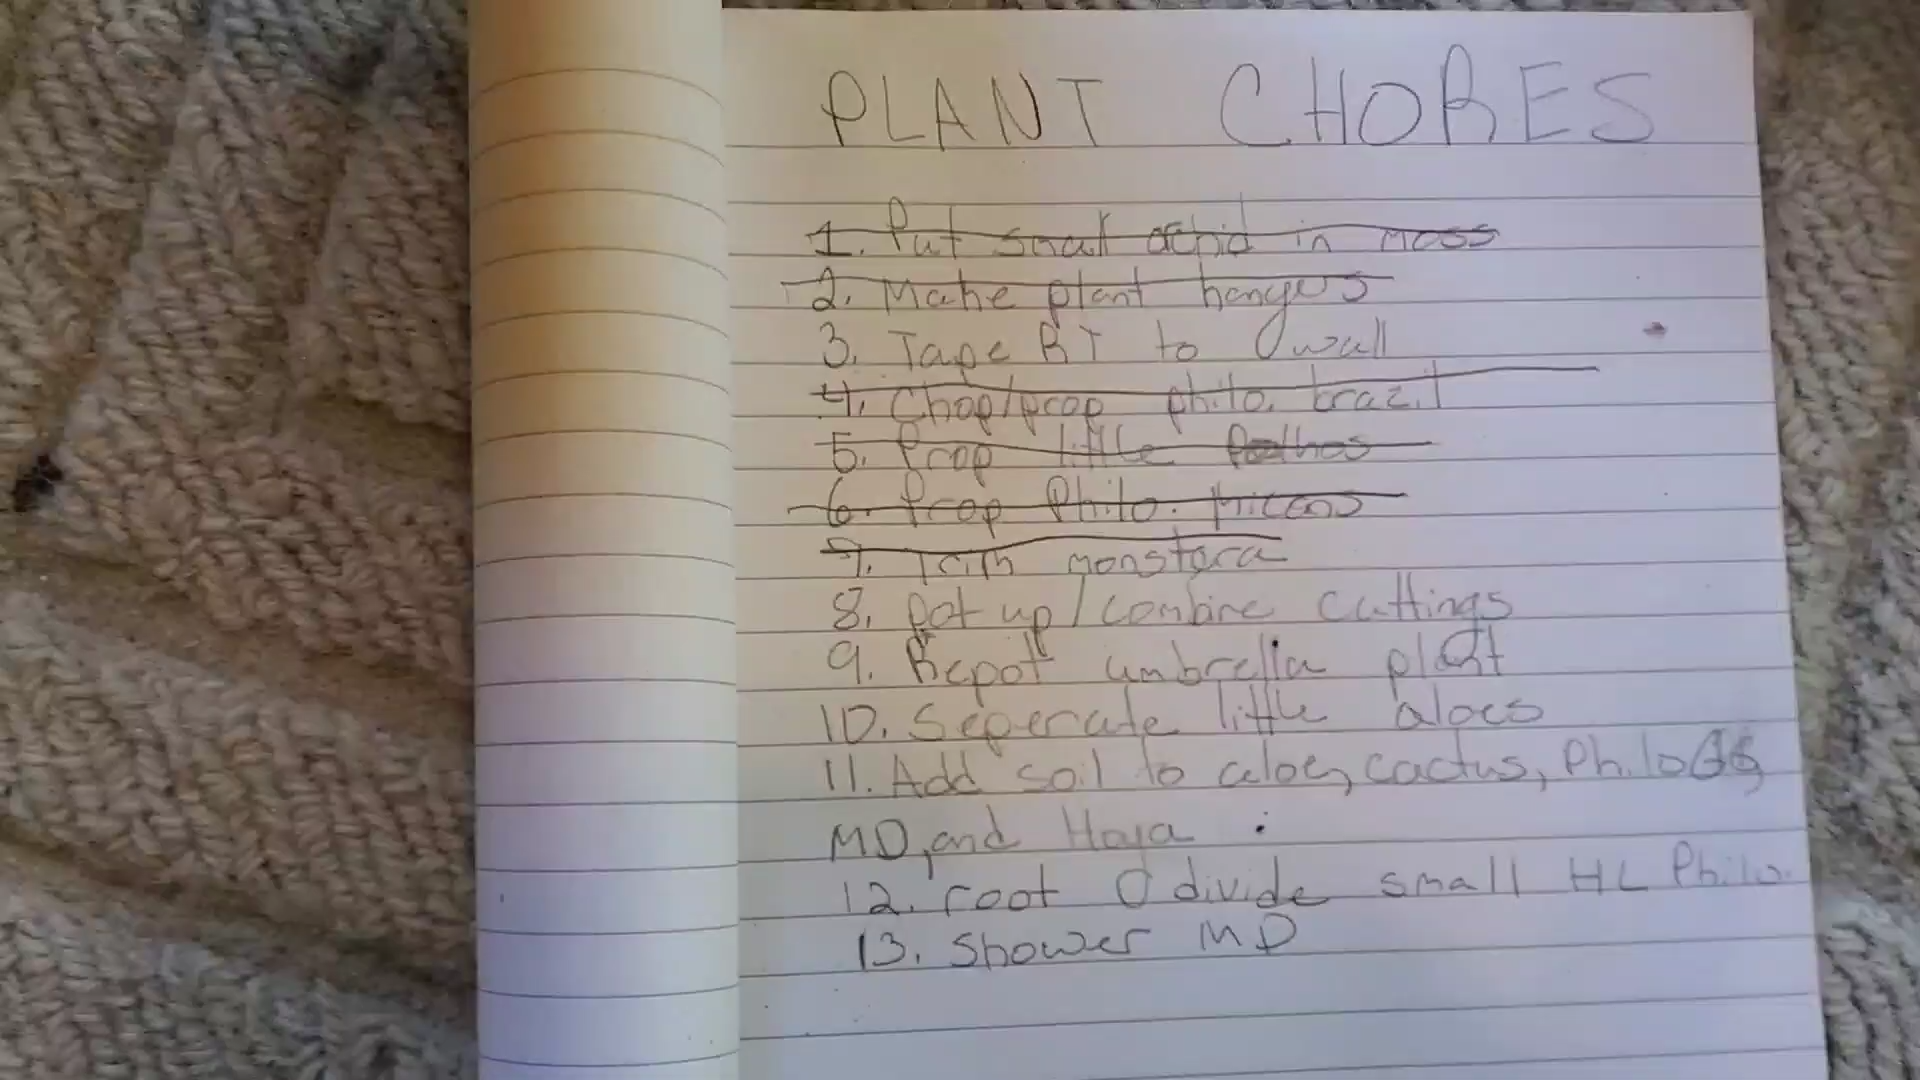 PLANT CHORES
1. Put small orchid in moss
2. Make plant hangers
3. Tape RT to wall
4. Chop/prop philo. brazil
5. Prop little Pothos
6. Prop Philo. Micans
7. Trim monstera
8. pot up/combine cuttings
9. Repot umbrella plant
10. Seperate little aloes
11. Add soil to aloe, cactus, Philo
MD, and Hoya
12. root divide small HL Philo.
13. Shower MD